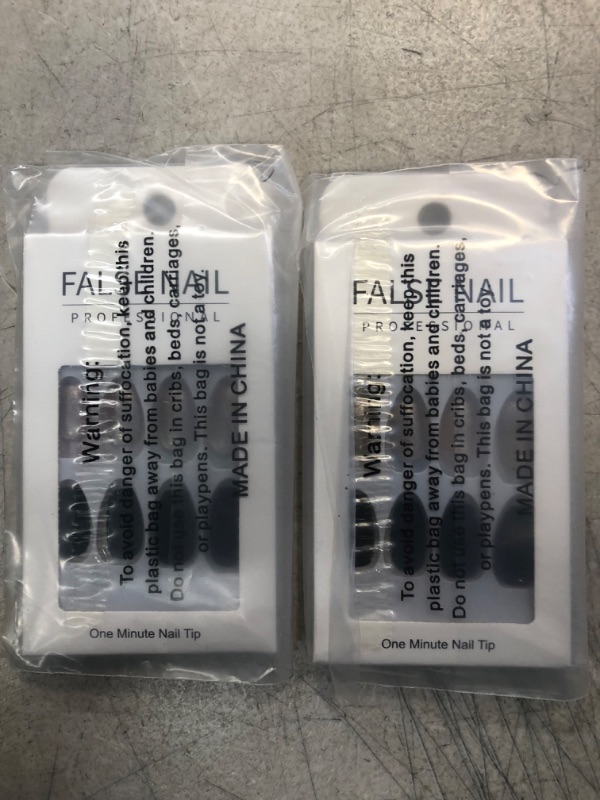 PROFESSIONAL
Warning:
To avoid danger of suffocation, keep this
plastic bag away from babies and children.
Do not use this bag in cribs, beds, carriages,
or playpens. This bag is not a toy.
MADE IN CHINA
One Minute Nail Tip
NAIL
PROFESSIONAL
Warning:
To avoid danger of suffocation, keep this
plastic bag away from babies and children.
Do not use this bag in cribs, beds, carriages,
or playpens. This bag is not a toy.
MADE IN CHINA
One Minute Nail Tip